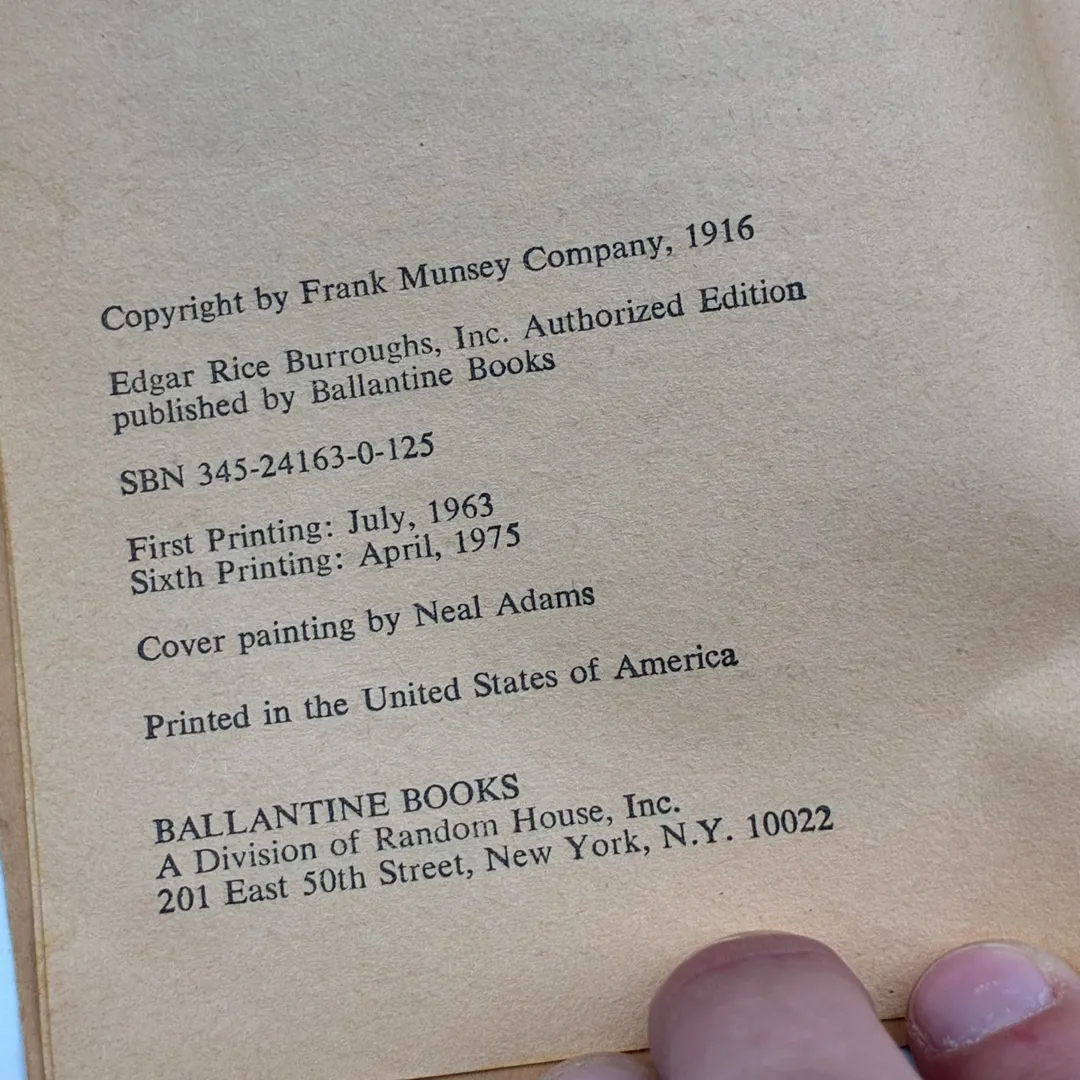 Copyright by Frank Munsey Company, 1916
Edgar Rice Burroughs, Inc. Authorized Edition
published by Ballantine Books
SBN 345-24163-0-125
First Printing: July, 1963
Sixth Printing: April, 1975
Cover painting by Neal Adams
Printed in the United States of America
BALLANTINE BOOKS
A Division of Random House, Inc.
201 East 50th Street, New York, N.Y. 10022